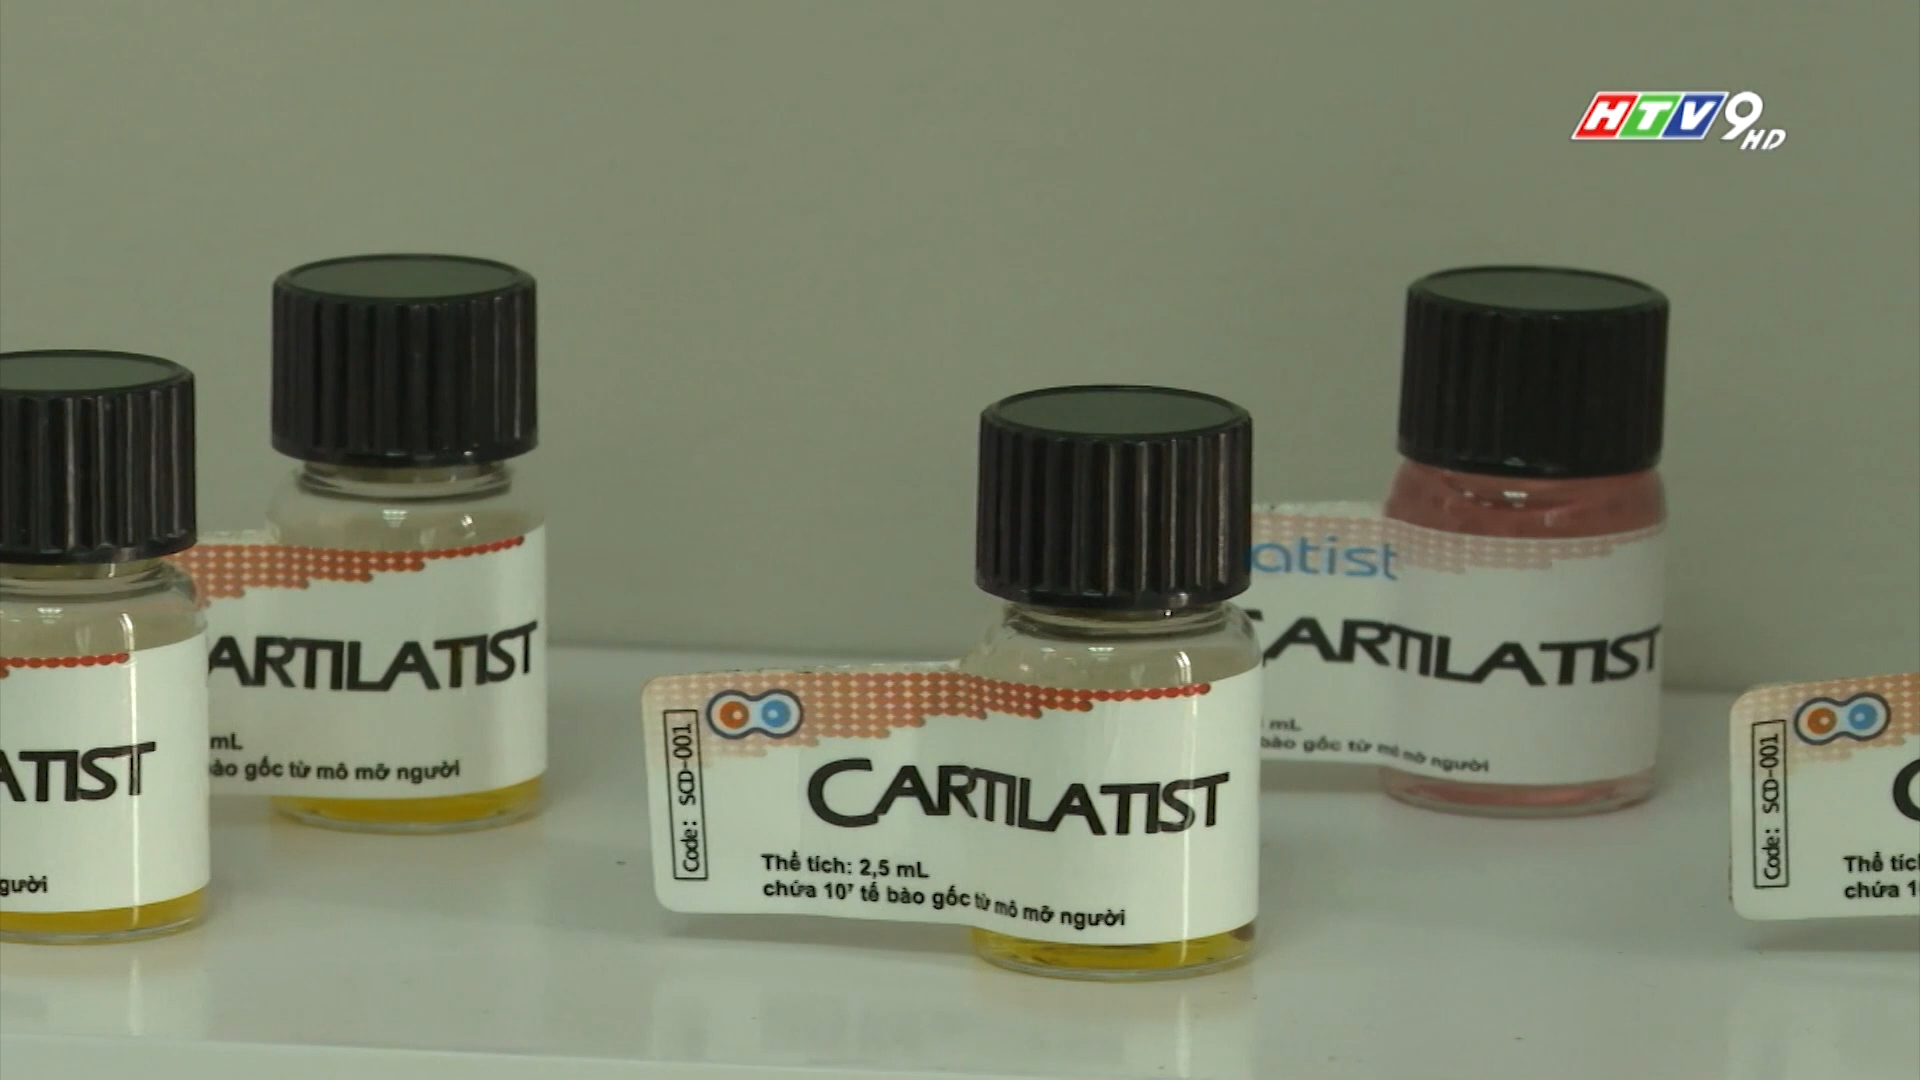 HTV9 HD
ARTILATIST
mL
bào gốc từ mô mỡ người
ATIST
gười
Code: SCD-001
CARTILATIST
Thể tích: 2,5 mL
chứa 10⁷ tế bào gốc từ mô mỡ người
atist
CARTILATIST
mL
bào gốc từ mô mỡ người
Code: SCD-001
C
Thể tíc
chứa 1